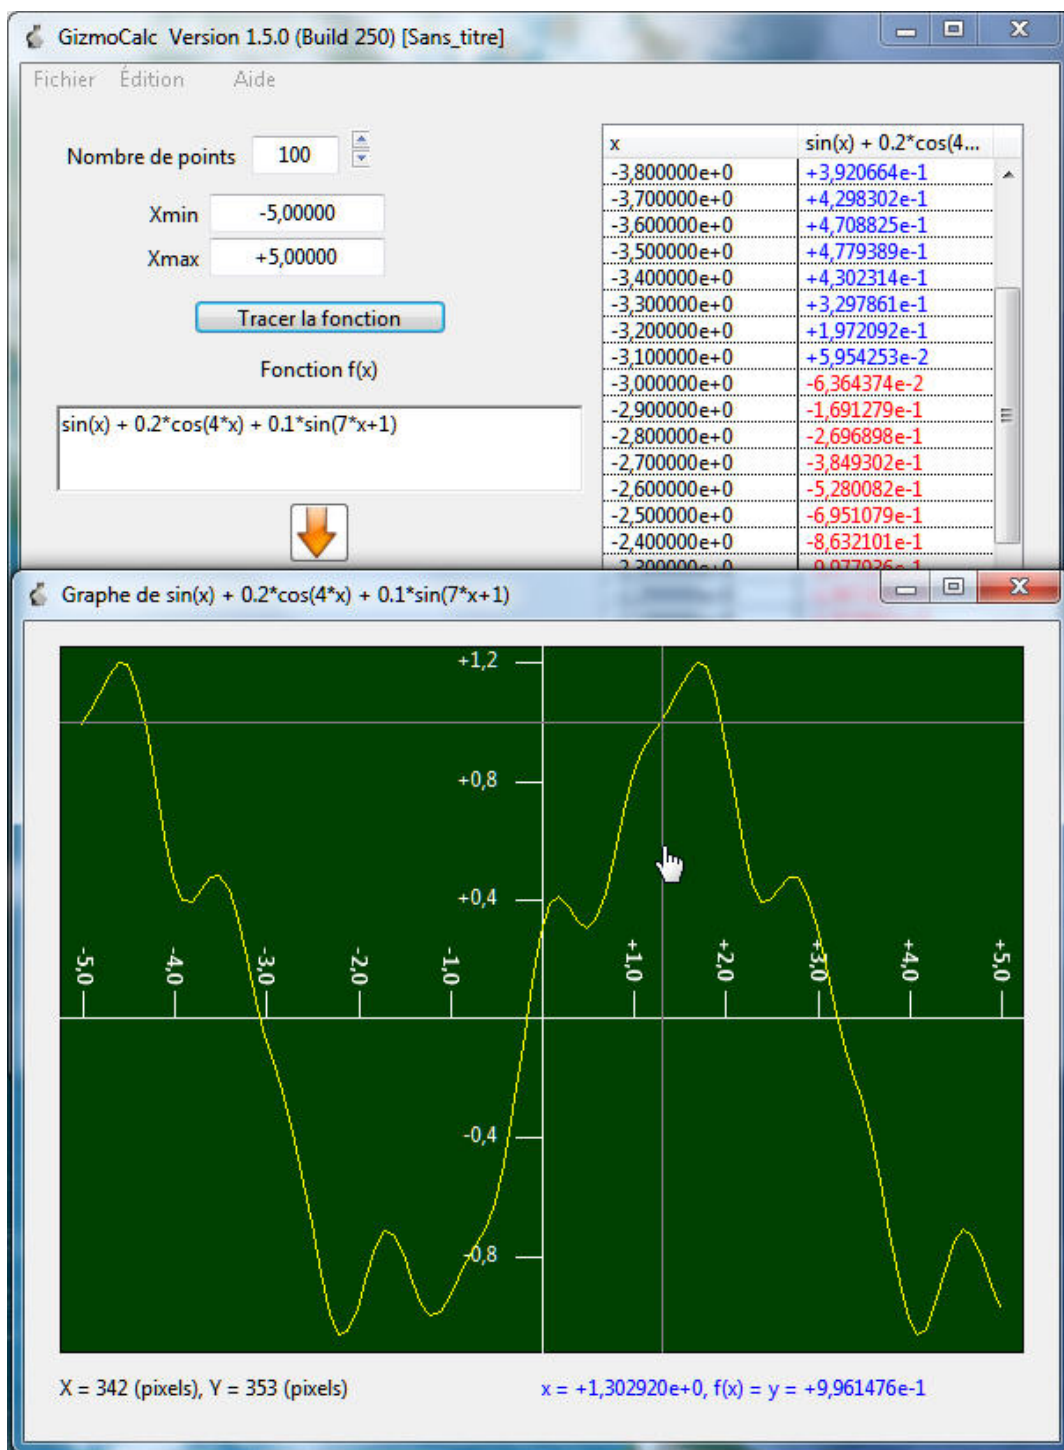 GizmoCalc Version 1.5.0 (Build 250) [Sans_titre]
Fichier Édition Aide
Nombre de points 100
Xmin -5,00000
Xmax +5,00000
Tracer la fonction
Fonction f(x)
sin(x) + 0.2*cos(4*x) + 0.1*sin(7*x+1)
x sin(x) + 0.2*cos(4...
-3,800000e+0 +3,920664e-1
-3,700000e+0 +4,298302e-1
-3,600000e+0 +4,708825e-1
-3,500000e+0 +4,779389e-1
-3,400000e+0 +4,302314e-1
-3,300000e+0 +3,297861e-1
-3,200000e+0 +1,972092e-1
-3,100000e+0 +5,954253e-2
-3,000000e+0 -6,364374e-2
-2,900000e+0 -1,691279e-1
-2,800000e+0 -2,696898e-1
-2,700000e+0 -3,849302e-1
-2,600000e+0 -5,280082e-1
-2,500000e+0 -6,951079e-1
-2,400000e+0 -8,632101e-1
-2,300000e+0 -9,977936e-1
Graphe de sin(x) + 0.2*cos(4*x) + 0.1*sin(7*x+1)
+1,2
+0,8
+0,4
-5,0 -4,0 -3,0 -2,0 -1,0 +1,0 +2,0 +3,0 +4,0 +5,0
-0,4
-0,8
X = 342 (pixels), Y = 353 (pixels)
x = +1,302920e+0, f(x) = y = +9,961476e-1